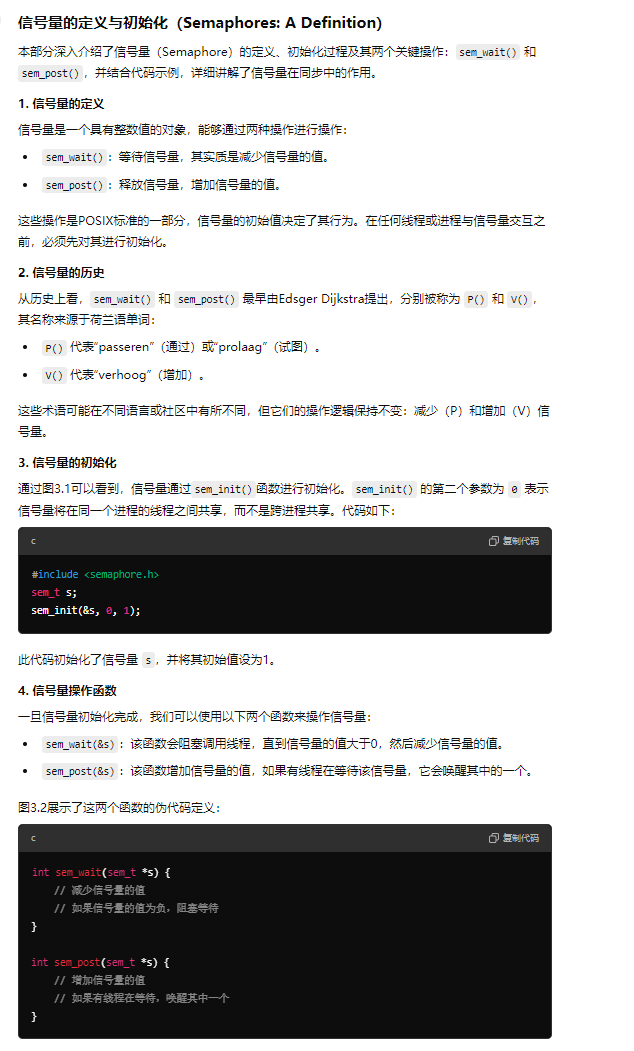 信号量的定义与初始化（Semaphores: A Definition）
本部分深入介绍了信号量（Semaphore）的定义、初始化过程及其两个关键操作：sem_wait() 和
sem_post()，并结合代码示例，详细讲解了信号量在同步中的作用。
1. 信号量的定义
信号量是一个具有整数值的对象，能够通过两种操作进行操作：
• sem_wait()：等待信号量，其实质是减少信号量的值。
• sem_post()：释放信号量，增加信号量的值。
这些操作是POSIX标准的一部分，信号量的初始值决定了其行为。在任何线程或进程与信号量交互之
前，必须先对其进行初始化。
2. 信号量的历史
从历史上看，sem_wait() 和 sem_post() 最早由Edsger Dijkstra提出，分别被称为 P() 和 V()，
其名称来源于荷兰语单词：
• P() 代表“passeren”（通过）或“prolaag”（试图）。
• V() 代表“verhoog”（增加）。
这些术语可能在不同语言或社区中有所不同，但它们的操作逻辑保持不变：减少（P）和增加（V）信
号量。
3. 信号量的初始化
通过图3.1可以看到，信号量通过 sem_init() 函数进行初始化。sem_init() 的第二个参数为 0 表示
信号量将在同一个进程的线程之间共享，而不是跨进程共享。代码如下：
c 复制代码
#include <semaphore.h>
sem_t s;
sem_init(&s, 0, 1);
此代码初始化了信号量 s，并将其初始值设为1。
4. 信号量操作函数
一旦信号量初始化完成，我们可以使用以下两个函数来操作信号量：
• sem_wait(&s)：该函数会阻塞调用线程，直到信号量的值大于0，然后减少信号量的值。
• sem_post(&s)：该函数增加信号量的值，如果有线程在等待该信号量，它会唤醒其中的一个。
图3.2展示了这两个函数的伪代码定义：
c 复制代码
int sem_wait(sem_t *s) {
// 减少信号量的值
// 如果信号量的值为负，阻塞等待
}
int sem_post(sem_t *s) {
// 增加信号量的值
// 如果有线程在等待，唤醒其中一个
}